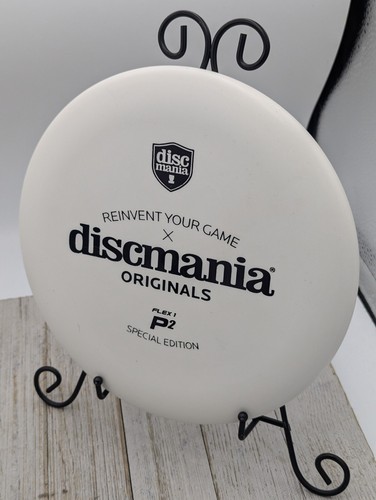 disc
mania
REINVENT YOUR GAME
X
discmania®
ORIGINALS
FLEX 1
P2
SPECIAL EDITION